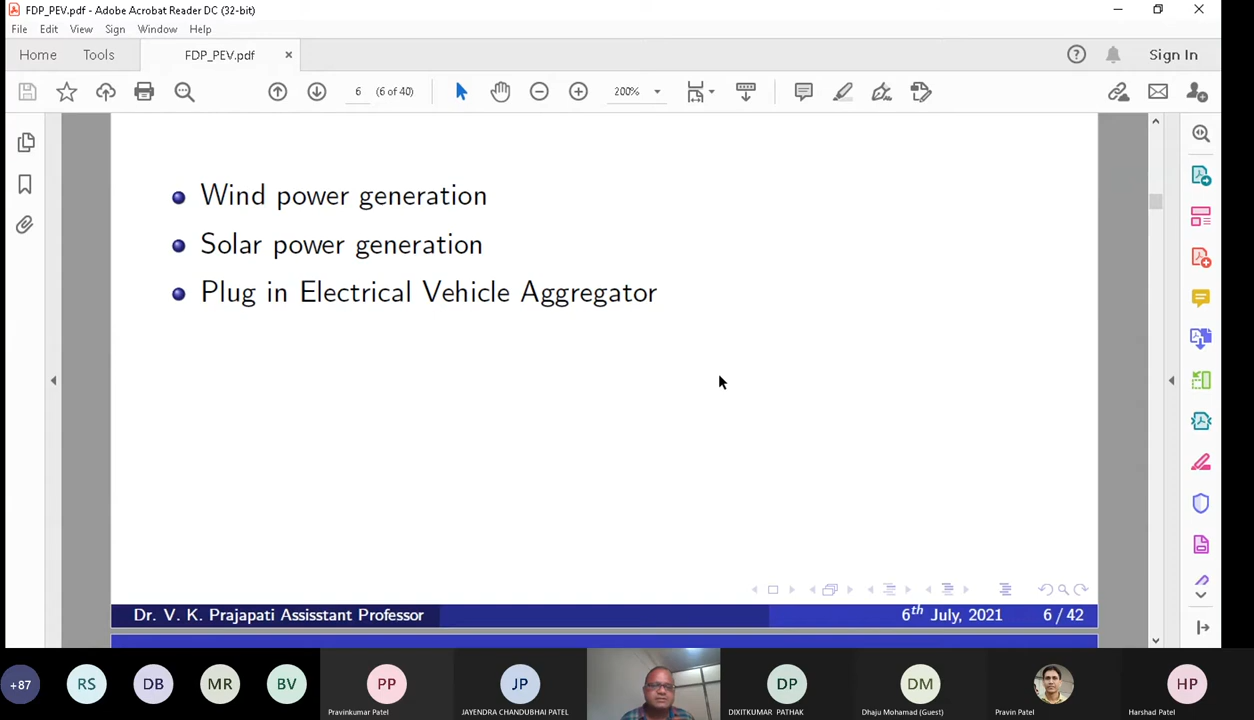 FDP_PEV.pdf - Adobe Acrobat Reader DC (32-bit)
File Edit View Sign Window Help
Home Tools FDP_PEV.pdf Sign In
6 (6 of 40) 200%
Wind power generation
Solar power generation
Plug in Electrical Vehicle Aggregator
Dr. V. K. Prajapati Assisstant Professor 6th July, 2021 6 / 42
+87 RS DB MR BV PP JP DP DM HP
Pravinkumar Patel JAYENDRA CHANDUBHAI PATEL DIXITKUMAR PATHAK Dhaju Mohamad (Guest) Pravin Patel Harshad Patel